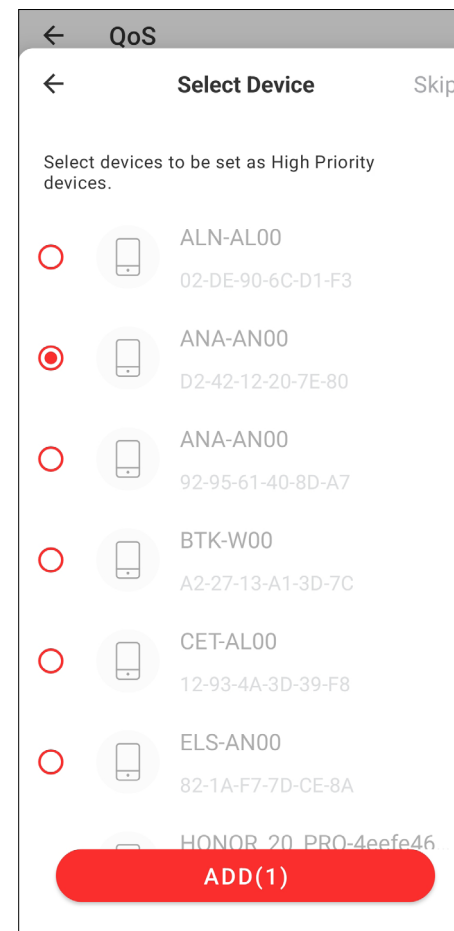 QoS
Select Device
Skip
Select devices to be set as High Priority
devices.
ALN-AL00
02-DE-90-6C-D1-F3
ANA-AN00
D2-42-12-20-7E-80
ANA-AN00
92-95-61-40-8D-A7
BTK-W00
A2-27-13-A1-3D-7C
CET-AL00
12-93-4A-3D-39-F8
ELS-AN00
82-1A-F7-7D-CE-8A
HONOR_20_PRO-4eefe46
ADD(1)